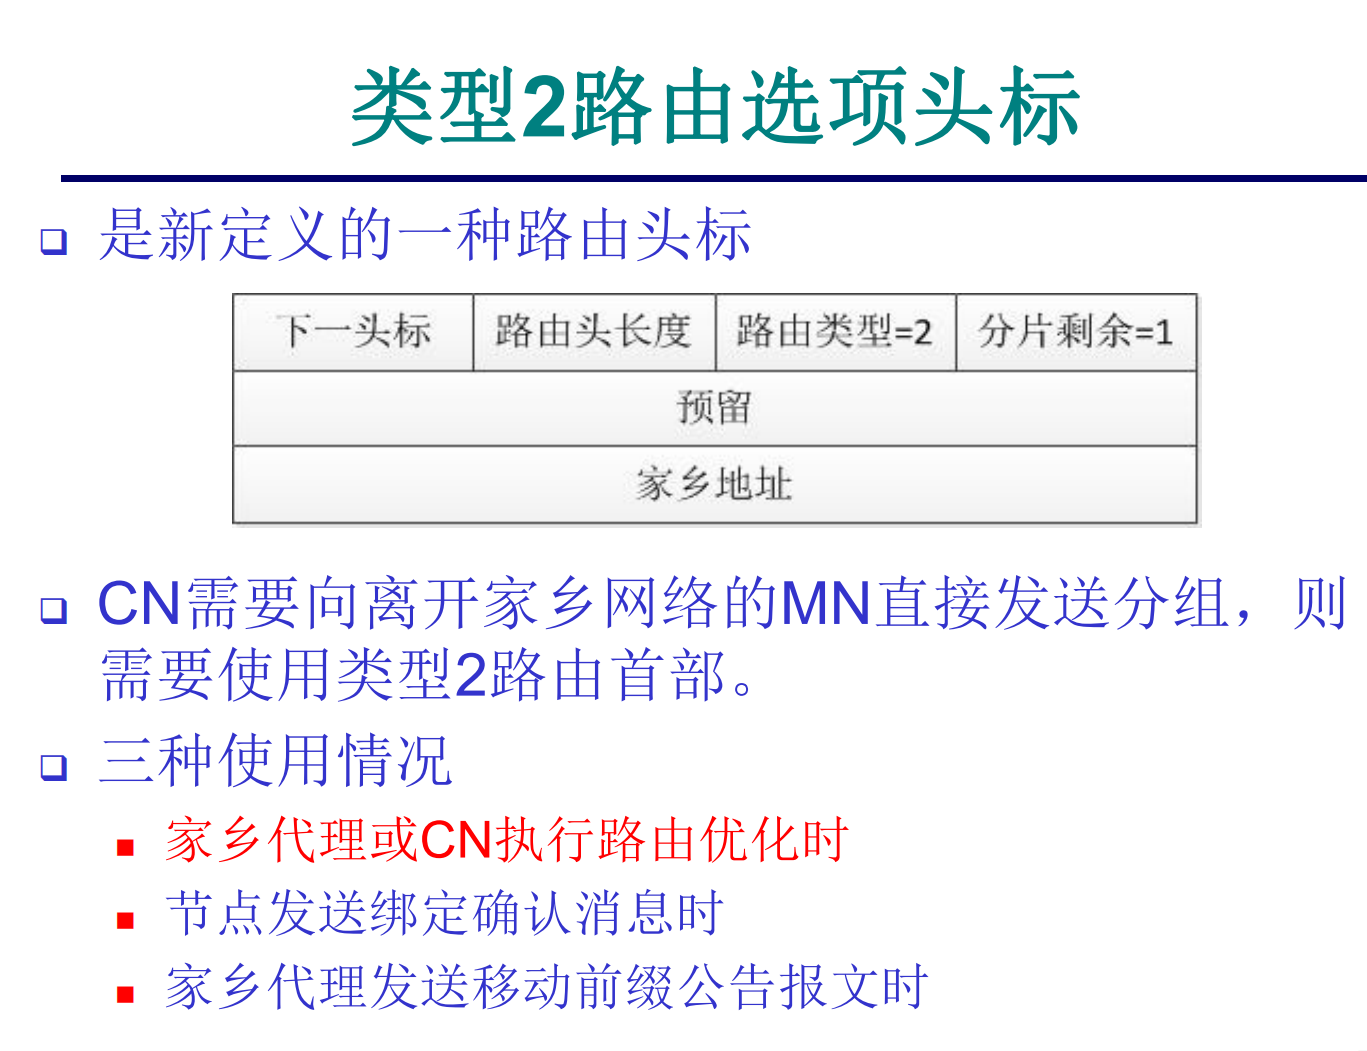 类型2路由选项头标
是新定义的一种路由头标
下一头标 路由头长度 路由类型=2 分片剩余=1
预留
家乡地址
CN需要向离开家乡网络的MN直接发送分组，则
需要使用类型2路由首部。
三种使用情况
家乡代理或CN执行路由优化时
节点发送绑定确认消息时
家乡代理发送移动前缀公告报文时